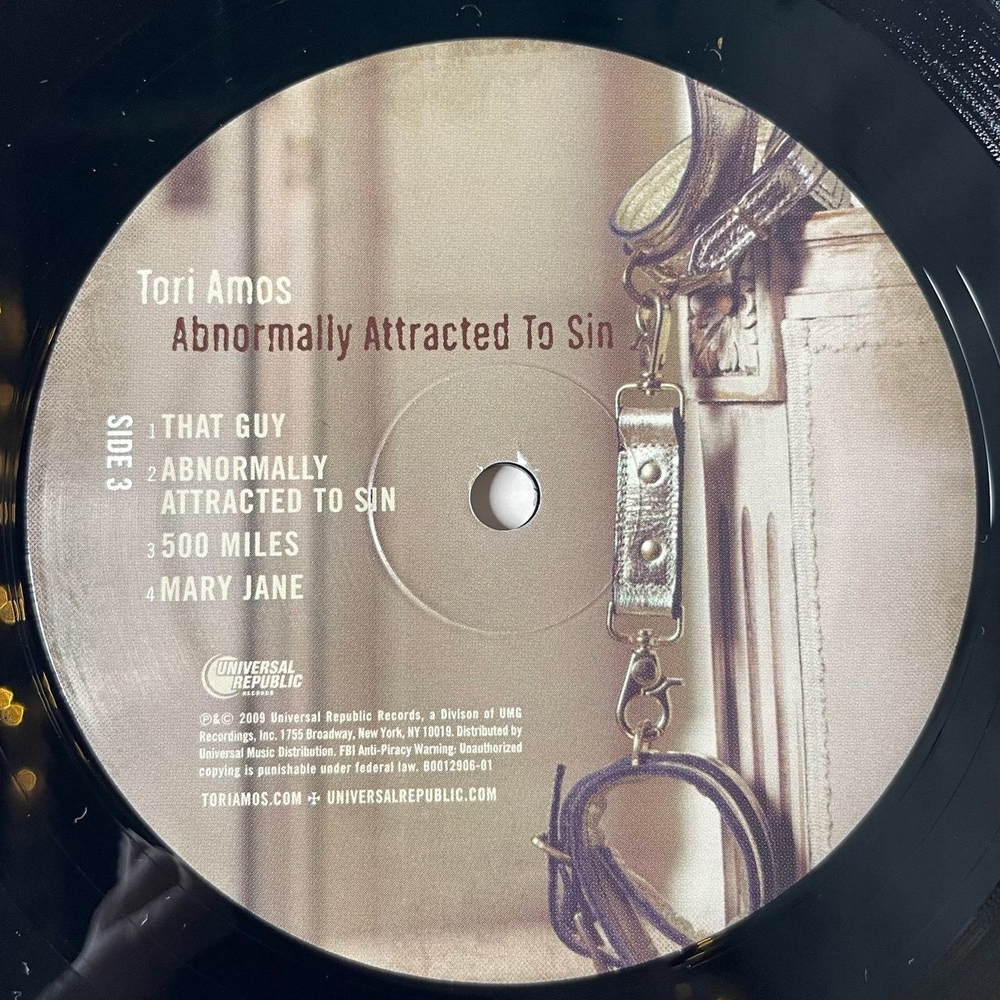 Tori Amos
Abnormally Attracted To Sin
SIDE 3
1 THAT GUY
2 ABNORMALLY
ATTRACTED TO SIN
3 500 MILES
4 MARY JANE
UNIVERSAL
REPUBLIC
RECORDS
℗&© 2009 Universal Republic Records, a Divison of UMG
Recordings, Inc. 1755 Broadway, New York, NY 10019. Distributed by
Universal Music Distribution. FBI Anti-Piracy Warning: Unauthorized
copying is punishable under federal law. B0012906-01
TORIAMOS.COM ✠ UNIVERSALREPUBLIC.COM